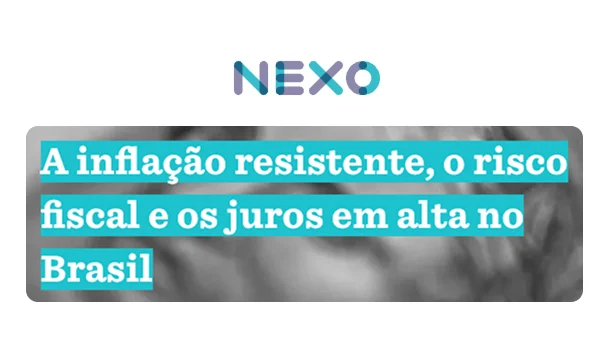 NEXO
A inflação resistente, o risco
fiscal e os juros em alta no
Brasil